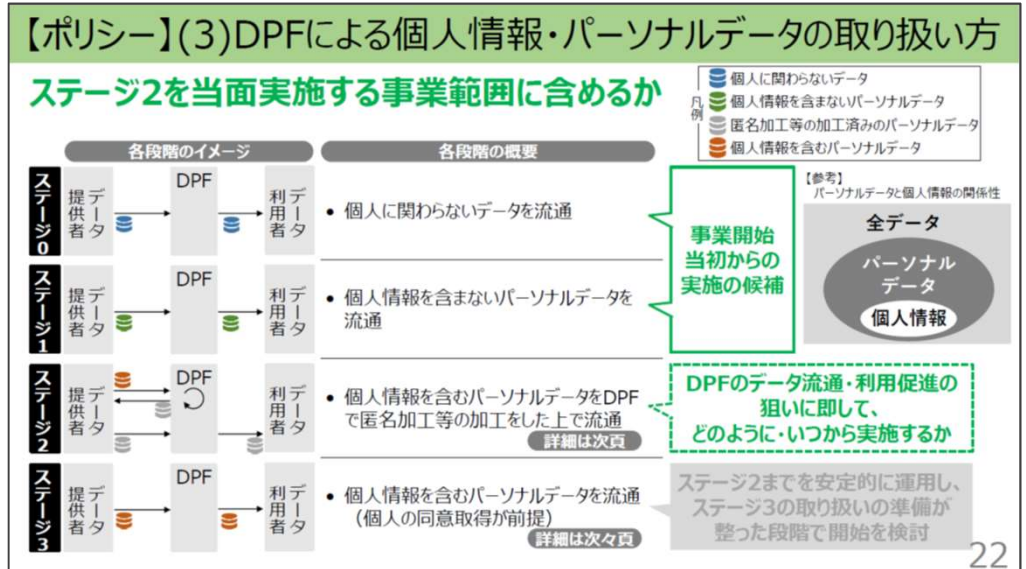 【ポリシー】(3)DPFによる個人情報・パーソナルデータの取り扱い方
ステージ2を当面実施する事業範囲に含めるか
凡例
個人に関わらないデータ
個人情報を含まないパーソナルデータ
匿名加工等の加工済みのパーソナルデータ
個人情報を含むパーソナルデータ
各段階のイメージ
各段階の概要
ステージ0
データ
提供者
DPF
データ
利用者
• 個人に関わらないデータを流通
ステージ1
データ
提供者
DPF
データ
利用者
• 個人情報を含まないパーソナルデータを
流通
事業開始
当初からの
実施の候補
【参考】
パーソナルデータと個人情報の関係性
全データ
パーソナル
データ
個人情報
ステージ2
データ
提供者
DPF
データ
利用者
• 個人情報を含むパーソナルデータをDPF
で匿名加工等の加工をした上で流通
詳細は次頁
DPFのデータ流通・利用促進の
狙いに即して、
どのように・いつから実施するか
ステージ3
データ
提供者
DPF
データ
利用者
• 個人情報を含むパーソナルデータを流通
（個人の同意取得が前提）
詳細は次々頁
ステージ2までを安定的に運用し、
ステージ3の取り扱いの準備が
整った段階で開始を検討
22